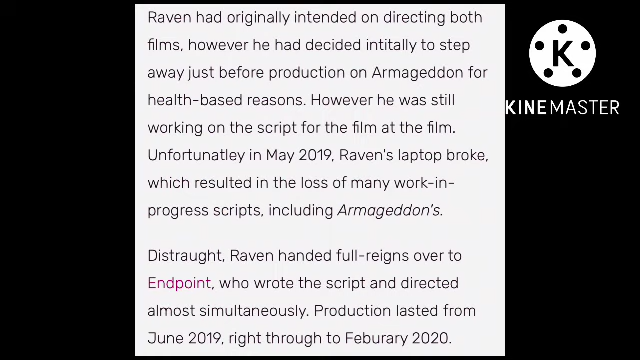 Raven had originally intended on directing both
films, however he had decided intitally to step
away just before production on Armageddon for
health-based reasons. However he was still
working on the script for the film at the film.
Unfortunatley in May 2019, Raven's laptop broke,
which resulted in the loss of many work-in-
progress scripts, including Armageddon's.
Distraught, Raven handed full-reigns over to
Endpoint, who wrote the script and directed
almost simultaneously. Production lasted from
June 2019, right through to Feburary 2020.
K
KINEMASTER